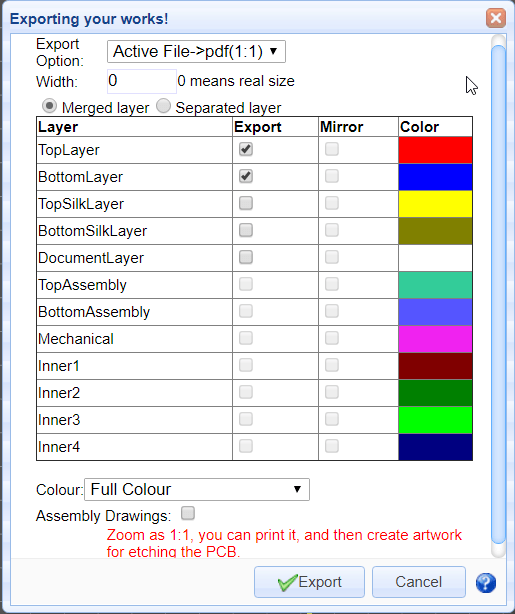 Exporting your works!
Export Option: Active File->pdf(1:1)
Width: 0 0 means real size
Merged layer Separated layer
Layer Export Mirror Color
TopLayer
BottomLayer
TopSilkLayer
BottomSilkLayer
DocumentLayer
TopAssembly
BottomAssembly
Mechanical
Inner1
Inner2
Inner3
Inner4
Colour: Full Colour
Assembly Drawings:
Zoom as 1:1, you can print it, and then create artwork
for etching the PCB.
Export Cancel ?